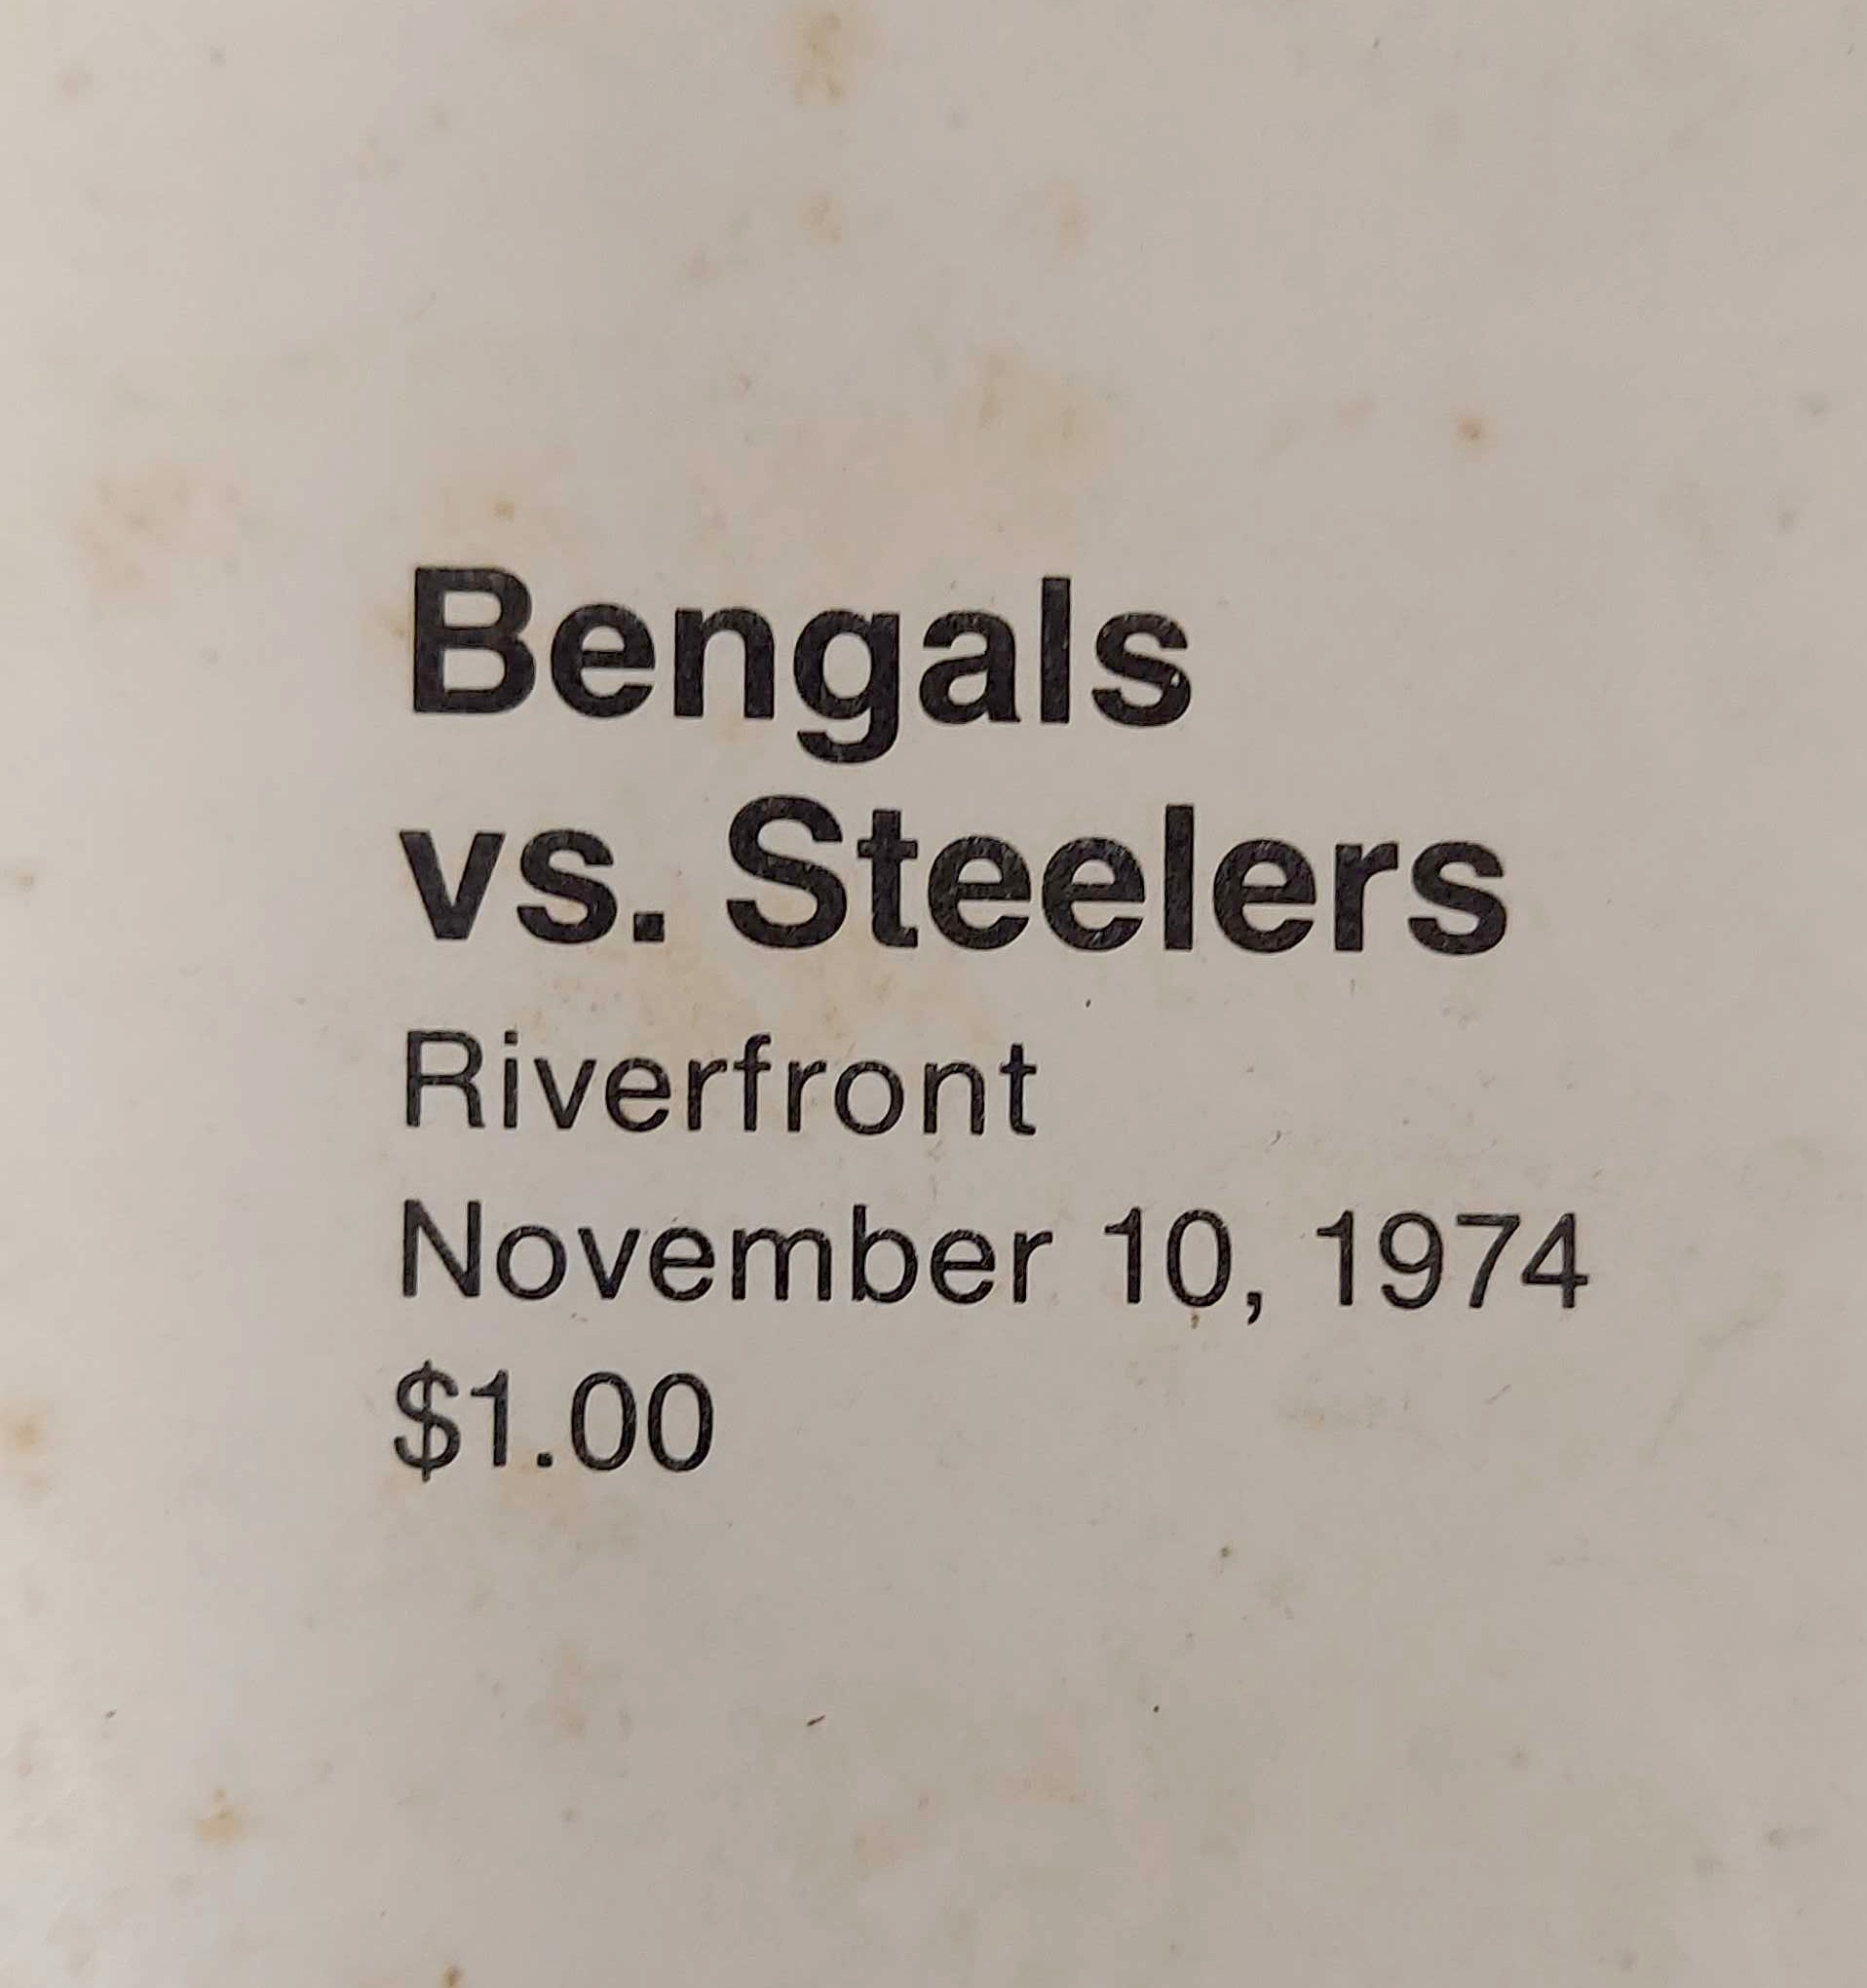 Bengals
vs. Steelers
Riverfront
November 10, 1974
$1.00